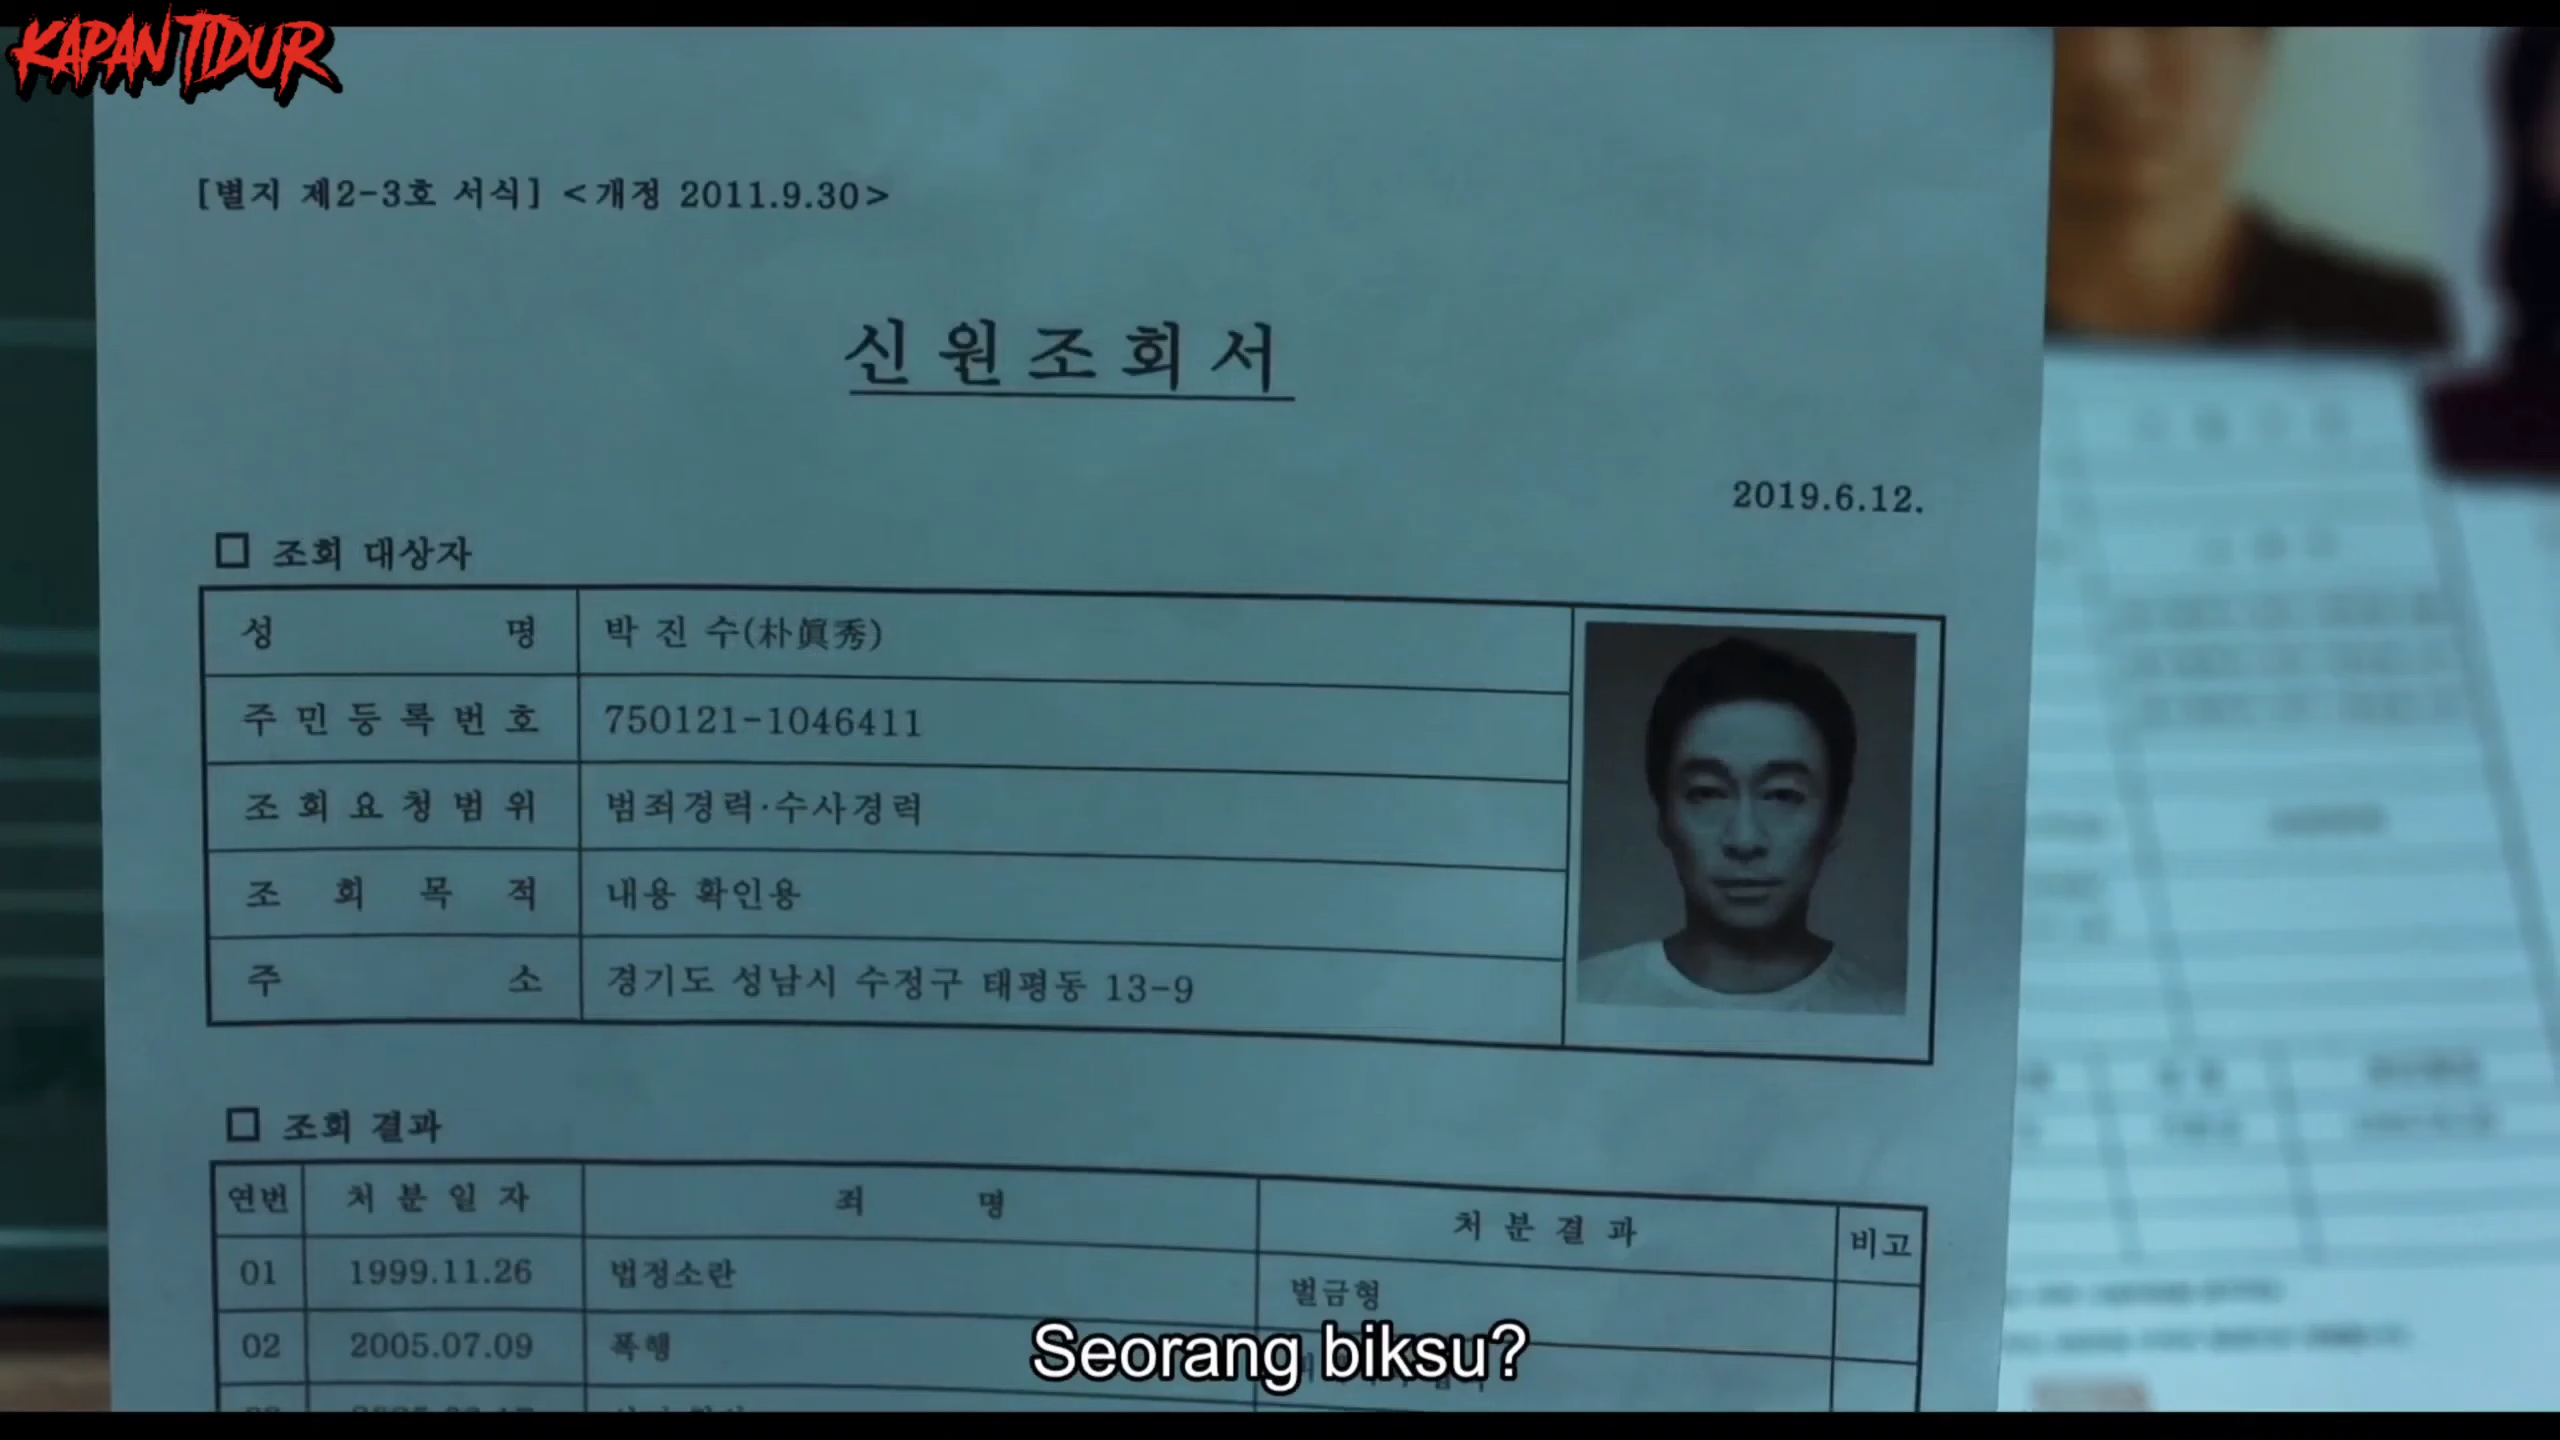 KAPAN TIDUR
[별지 제2-3호 서식] <개정 2011.9.30>
신원조회서
2019.6.12.
□ 조회 대상자
성 명 박 진 수(朴眞秀)
주민등록번호 750121-1046411
조회요청범위 범죄경력·수사경력
조회목적 내용 확인용
주 소 경기도 성남시 수정구 태평동 13-9
□ 조회 결과
연번 처분일자 죄 명 처분결과 비고
01 1999.11.26 법정소란 벌금형
02 2005.07.09 폭행
Seorang biksu?